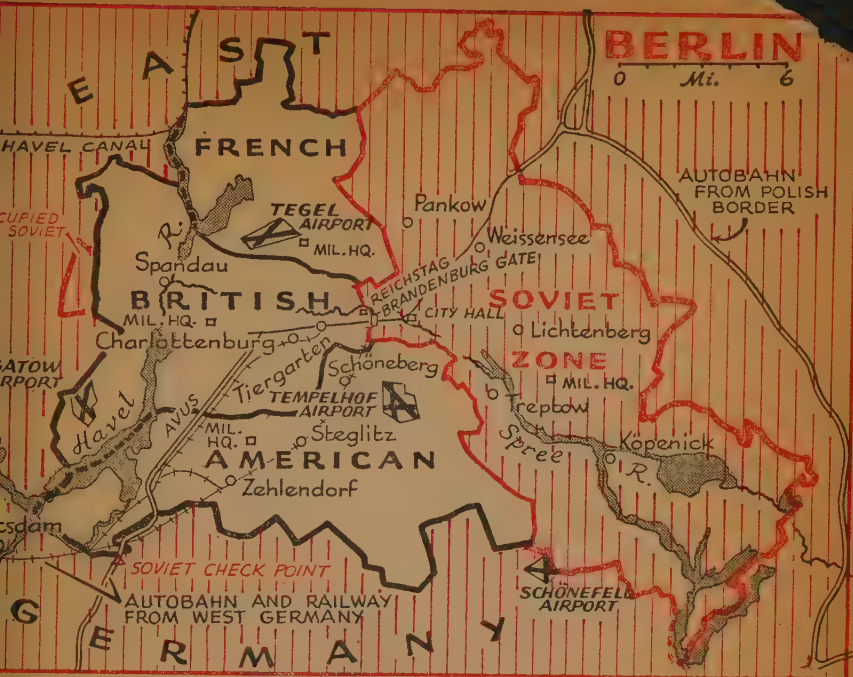 EAST
BERLIN
0 Mi. 6
HAVEL CANAL
FRENCH
AUTOBAHN
FROM POLISH
BORDER
SOVIET
R.
TEGEL
AIRPORT
MIL. HQ.
Pankow
Weissensee
Spandau
REICHSTAG
BRANDENBURG GATE
BRITISH
MIL. HQ.
CITY HALL
SOVIET
ZONE
Lichtenberg
MIL. HQ.
Charlottenburg
Tiergarten
Schöneberg
TEMPELHOF
AIRPORT
Treptow
Havel
AVUS
MIL.
HQ.
Steglitz
Spree
R.
Köpenick
AMERICAN
Zehlendorf
SOVIET CHECK POINT
AUTOBAHN AND RAILWAY
FROM WEST GERMANY
SCHÖNEFELD
AIRPORT
GERMANY